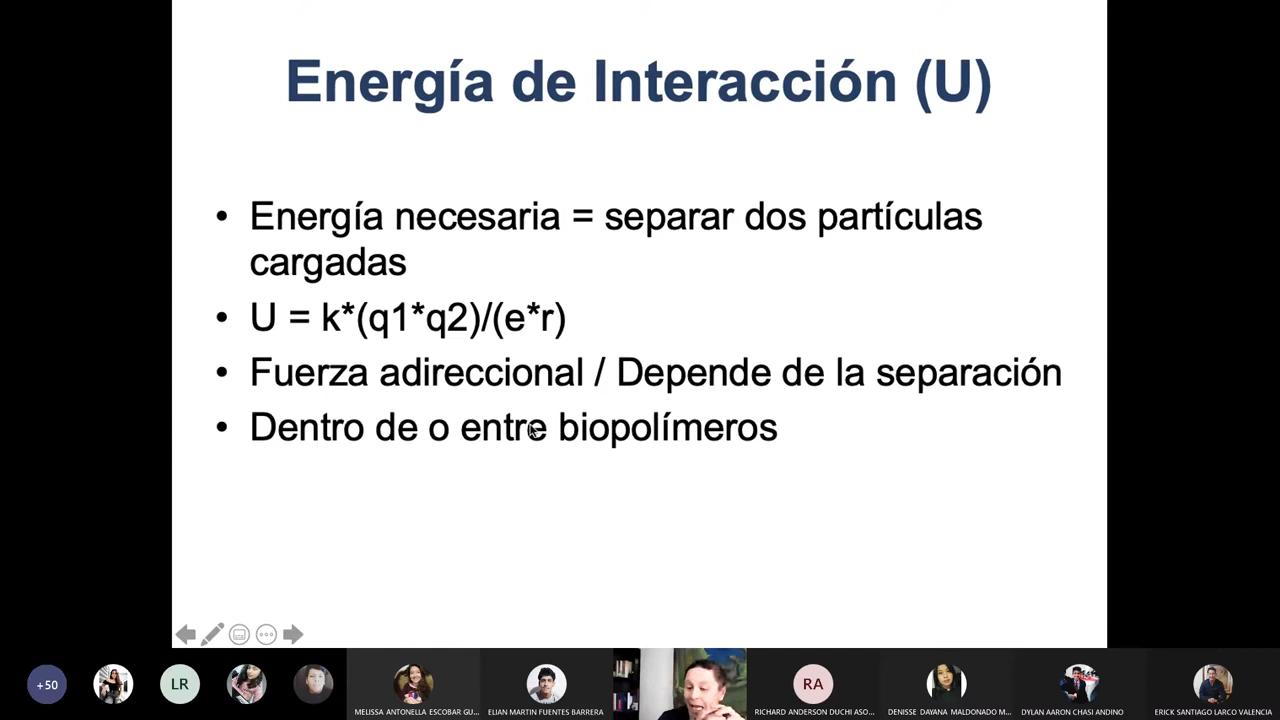 Energía de Interacción (U)
• Energía necesaria = separar dos partículas
cargadas
• U = k*(q1*q2)/(e*r)
• Fuerza adireccional / Depende de la separación
• Dentro de o entre biopolímeros
+50
LR
RA
MELISSA ANTONELLA ESCOBAR GU...
ELIAN MARTIN FUENTES BARRERA
RICHARD ANDERSON DUCHI ASO...
DENISSE DAYANA MALDONADO M...
DYLAN AARON CHASI ANDINO
ERICK SANTIAGO LARCO VALENCIA